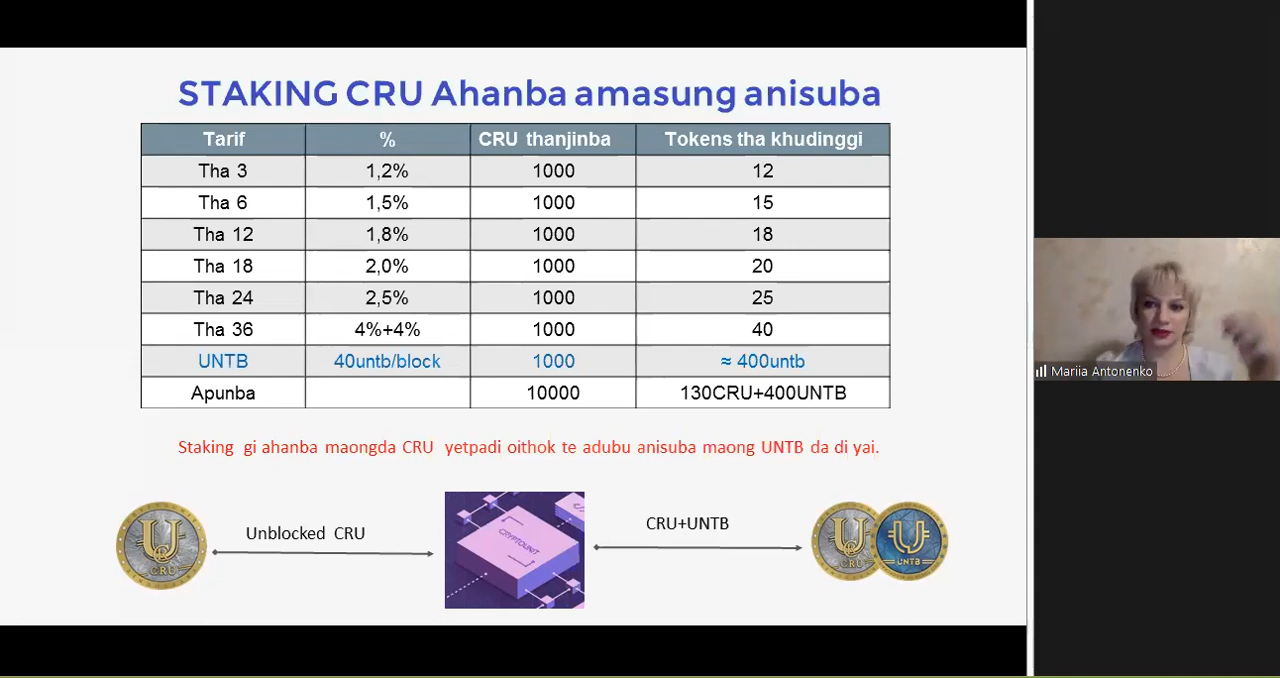 STAKING CRU Ahanba amasung anisuba
Tarif % CRU thanjinba Tokens tha khudinggi
Tha 3 1,2% 1000 12
Tha 6 1,5% 1000 15
Tha 12 1,8% 1000 18
Tha 18 2,0% 1000 20
Tha 24 2,5% 1000 25
Tha 36 4%+4% 1000 40
UNTB 40untb/block 1000 ≈ 400untb
Apunba 10000 130CRU+400UNTB
Mariia Antonenko
Staking gi ahanba maongda CRU yetpadi oithok te adubu anisuba maong UNTB da di yai.
Unblocked CRU
CRU+UNTB
CRYPTOUNIT
CRU
CRU
UNTB